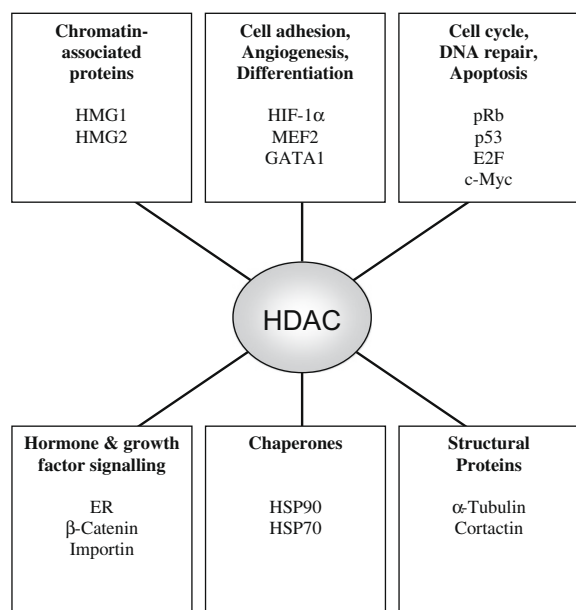 Chromatin-
associated
proteins
HMG1
HMG2
Cell adhesion,
Angiogenesis,
Differentiation
HIF-1α
MEF2
GATA1
Cell cycle,
DNA repair,
Apoptosis
pRb
p53
E2F
c-Myc
HDAC
Hormone & growth
factor signalling
ER
β-Catenin
Importin
Chaperones
HSP90
HSP70
Structural
Proteins
α-Tubulin
Cortactin